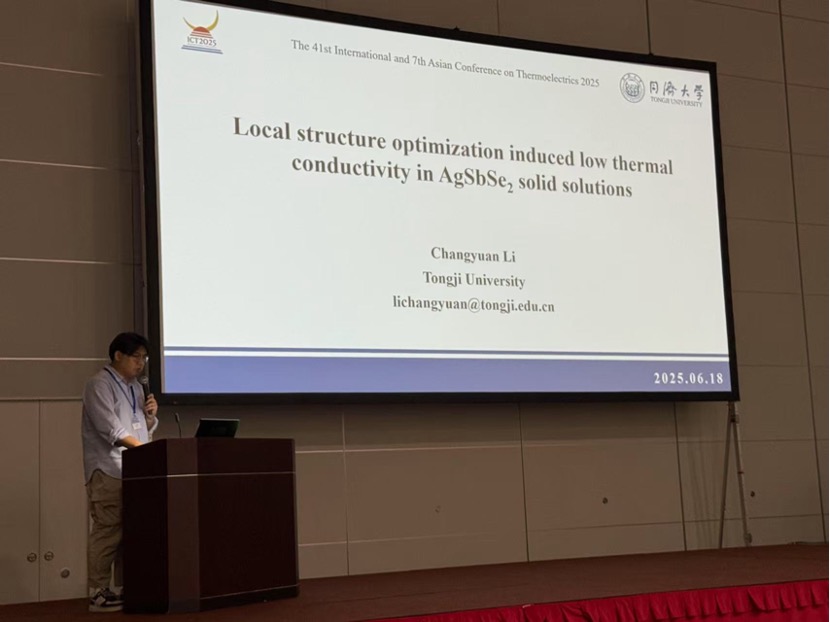 ICT2025
The 41st International and 7th Asian Conference on Thermoelectrics 2025
同濟大学
TONGJI UNIVERSITY
Local structure optimization induced low thermal
conductivity in AgSbSe₂ solid solutions
Changyuan Li
Tongji University
lichangyuan@tongji.edu.cn
2025.06.18